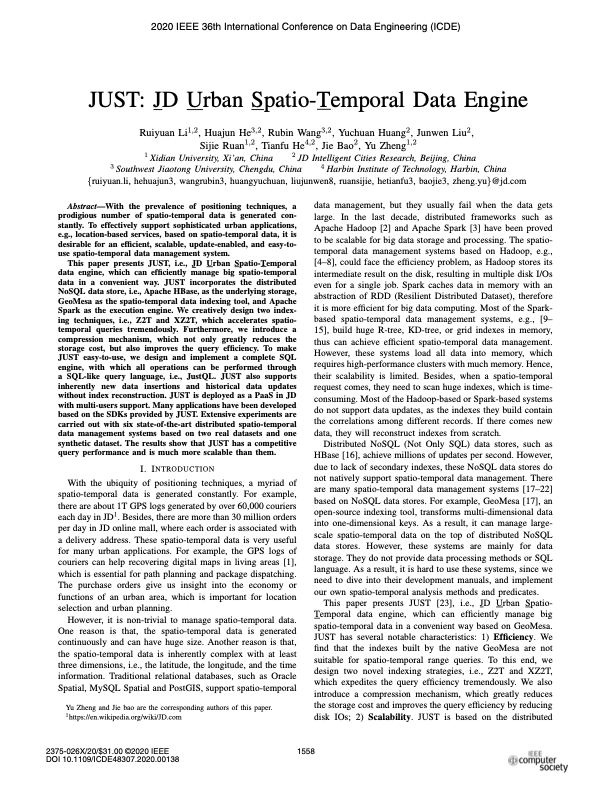 2020 IEEE 36th International Conference on Data Engineering (ICDE)
JUST: JD Urban Spatio-Temporal Data Engine
Ruiyuan Li1,2, Huajun He3,2, Rubin Wang3,2, Yuchuan Huang2, Junwen Liu2,
Sijie Ruan1,2, Tianfu He4,2, Jie Bao2, Yu Zheng1,2
1 Xidian University, Xi'an, China 2 JD Intelligent Cities Research, Beijing, China
3 Southwest Jiaotong University, Chengdu, China 4 Harbin Institute of Technology, Harbin, China
{ruiyuan.li, hehuajun3, wangrubin3, huangyuchuan, liujunwen8, ruansijie, hetianfu3, baojie3, zheng.yu}@jd.com
Abstract—With the prevalence of positioning techniques, a
prodigious number of spatio-temporal data is generated con-
stantly. To effectively support sophisticated urban applications,
e.g., location-based services, based on spatio-temporal data, it is
desirable for an efficient, scalable, update-enabled, and easy-to-
use spatio-temporal data management system.
This paper presents JUST, i.e., JD Urban Spatio-Temporal
data engine, which can efficiently manage big spatio-temporal
data in a convenient way. JUST incorporates the distributed
NoSQL data store, i.e., Apache HBase, as the underlying storage,
GeoMesa as the spatio-temporal data indexing tool, and Apache
Spark as the execution engine. We creatively design two index-
ing techniques, i.e., Z2T and XZ2T, which accelerates spatio-
temporal queries tremendously. Furthermore, we introduce a
compression mechanism, which not only greatly reduces the
storage cost, but also improves the query efficiency. To make
JUST easy-to-use, we design and implement a complete SQL
engine, with which all operations can be performed through
a SQL-like query language, i.e., JustQL. JUST also supports
inherently new data insertions and historical data updates
without index reconstruction. JUST is deployed as a PaaS in JD
with multi-users support. Many applications have been developed
based on the SDKs provided by JUST. Extensive experiments are
carried out with six state-of-the-art distributed spatio-temporal
data management systems based on two real datasets and one
synthetic dataset. The results show that JUST has a competitive
query performance and is much more scalable than them.
I. INTRODUCTION
With the ubiquity of positioning techniques, a myriad of
spatio-temporal data is generated constantly. For example,
there are about 1T GPS logs generated by over 60,000 couriers
each day in JD1. Besides, there are more than 30 million orders
per day in JD online mall, where each order is associated with
a delivery address. These spatio-temporal data is very useful
for many urban applications. For example, the GPS logs of
couriers can help recovering digital maps in living areas [1],
which is essential for path planning and package dispatching.
The purchase orders give us insight into the economy or
functions of an urban area, which is important for location
selection and urban planning.
However, it is non-trivial to manage spatio-temporal data.
One reason is that, the spatio-temporal data is generated
continuously and can have huge size. Another reason is that,
the spatio-temporal data is inherently complex with at least
three dimensions, i.e., the latitude, the longitude, and the time
information. Traditional relational databases, such as Oracle
Spatial, MySQL Spatial and PostGIS, support spatio-temporal
Yu Zheng and Jie bao are the corresponding authors of this paper.
1https://en.wikipedia.org/wiki/JD.com
data management, but they usually fail when the data gets
large. In the last decade, distributed frameworks such as
Apache Hadoop [2] and Apache Spark [3] have been proved
to be scalable for big data storage and processing. The spatio-
temporal data management systems based on Hadoop, e.g.,
[4–8], could face the efficiency problem, as Hadoop stores its
intermediate result on the disk, resulting in multiple disk I/Os
even for a single job. Spark caches data in memory with an
abstraction of RDD (Resilient Distributed Dataset), therefore
it is more efficient for big data computing. Most of the Spark-
based spatio-temporal data management systems, e.g., [9–
15], build huge R-tree, KD-tree, or grid indexes in memory,
thus can achieve efficient spatio-temporal data management.
However, these systems load all data into memory, which
requires high-performance clusters with much memory. Hence,
their scalability is limited. Besides, when a spatio-temporal
request comes, they need to scan huge indexes, which is time-
consuming. Most of the Hadoop-based or Spark-based systems
do not support data updates, as the indexes they build contain
the correlations among different records. If there comes new
data, they will reconstruct indexes from scratch.
Distributed NoSQL (Not Only SQL) data stores, such as
HBase [16], achieve millions of updates per second. However,
due to lack of secondary indexes, these NoSQL data stores do
not natively support spatio-temporal data management. There
are many spatio-temporal data management systems [17–22]
based on NoSQL data stores. For example, GeoMesa [17], an
open-source indexing tool, transforms multi-dimensional data
into one-dimensional keys. As a result, it can manage large-
scale spatio-temporal data on the top of distributed NoSQL
data stores. However, these systems are mainly for data
storage. They do not provide data processing methods or SQL
language. As a result, it is hard to use these systems, since we
need to dive into their development manuals, and implement
our own spatio-temporal analysis methods and predicates.
This paper presents JUST [23], i.e., JD Urban Spatio-
Temporal data engine, which can efficiently manage big
spatio-temporal data in a convenient way based on GeoMesa.
JUST has several notable characteristics: 1) Efficiency. We
find that the indexes built by the native GeoMesa are not
suitable for spatio-temporal range queries. To this end, we
design two novel indexing strategies, i.e., Z2T and XZ2T,
which expedites the query efficiency tremendously. We also
introduce a compression mechanism, which greatly reduces
the storage cost and improves the query efficiency by reducing
disk IOs; 2) Scalability. JUST is based on the distributed
2375-026X/20/$31.00 ©2020 IEEE
DOI 10.1109/ICDE48307.2020.00138
1558
IEEE
computer
society